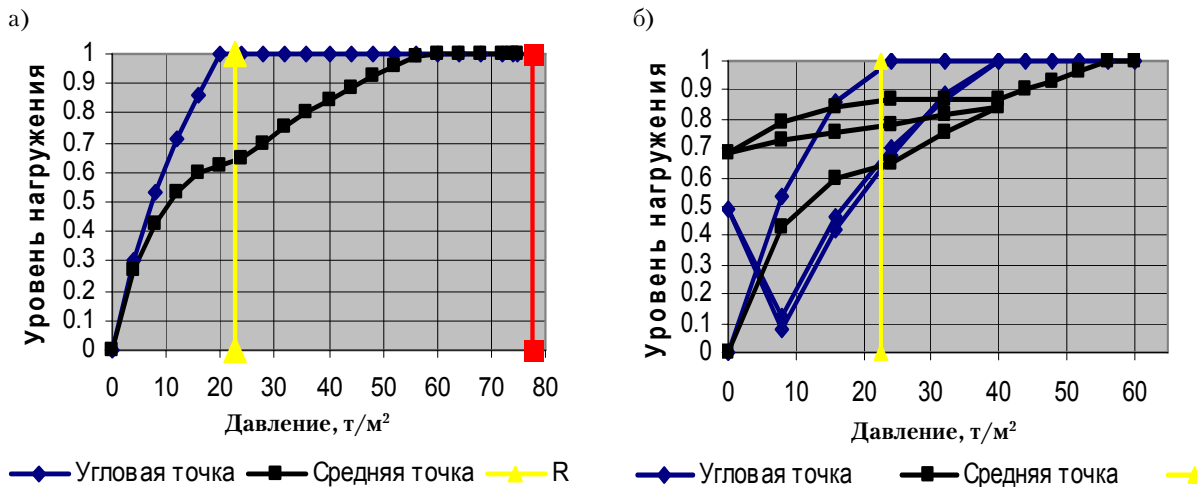 а)
б)
Уровень нагружения
1
0.9
0.8
0.7
0.6
0.5
0.4
0.3
0.2
0.1
0
0 10 20 30 40 50 60 70 80
Давление, т/м²
Угловая точка Средняя точка R
Уровень нагружения
1
0.9
0.8
0.7
0.6
0.5
0.4
0.3
0.2
0.1
0
0 10 20 30 40 50 60
Давление, т/м²
Угловая точка Средняя точка